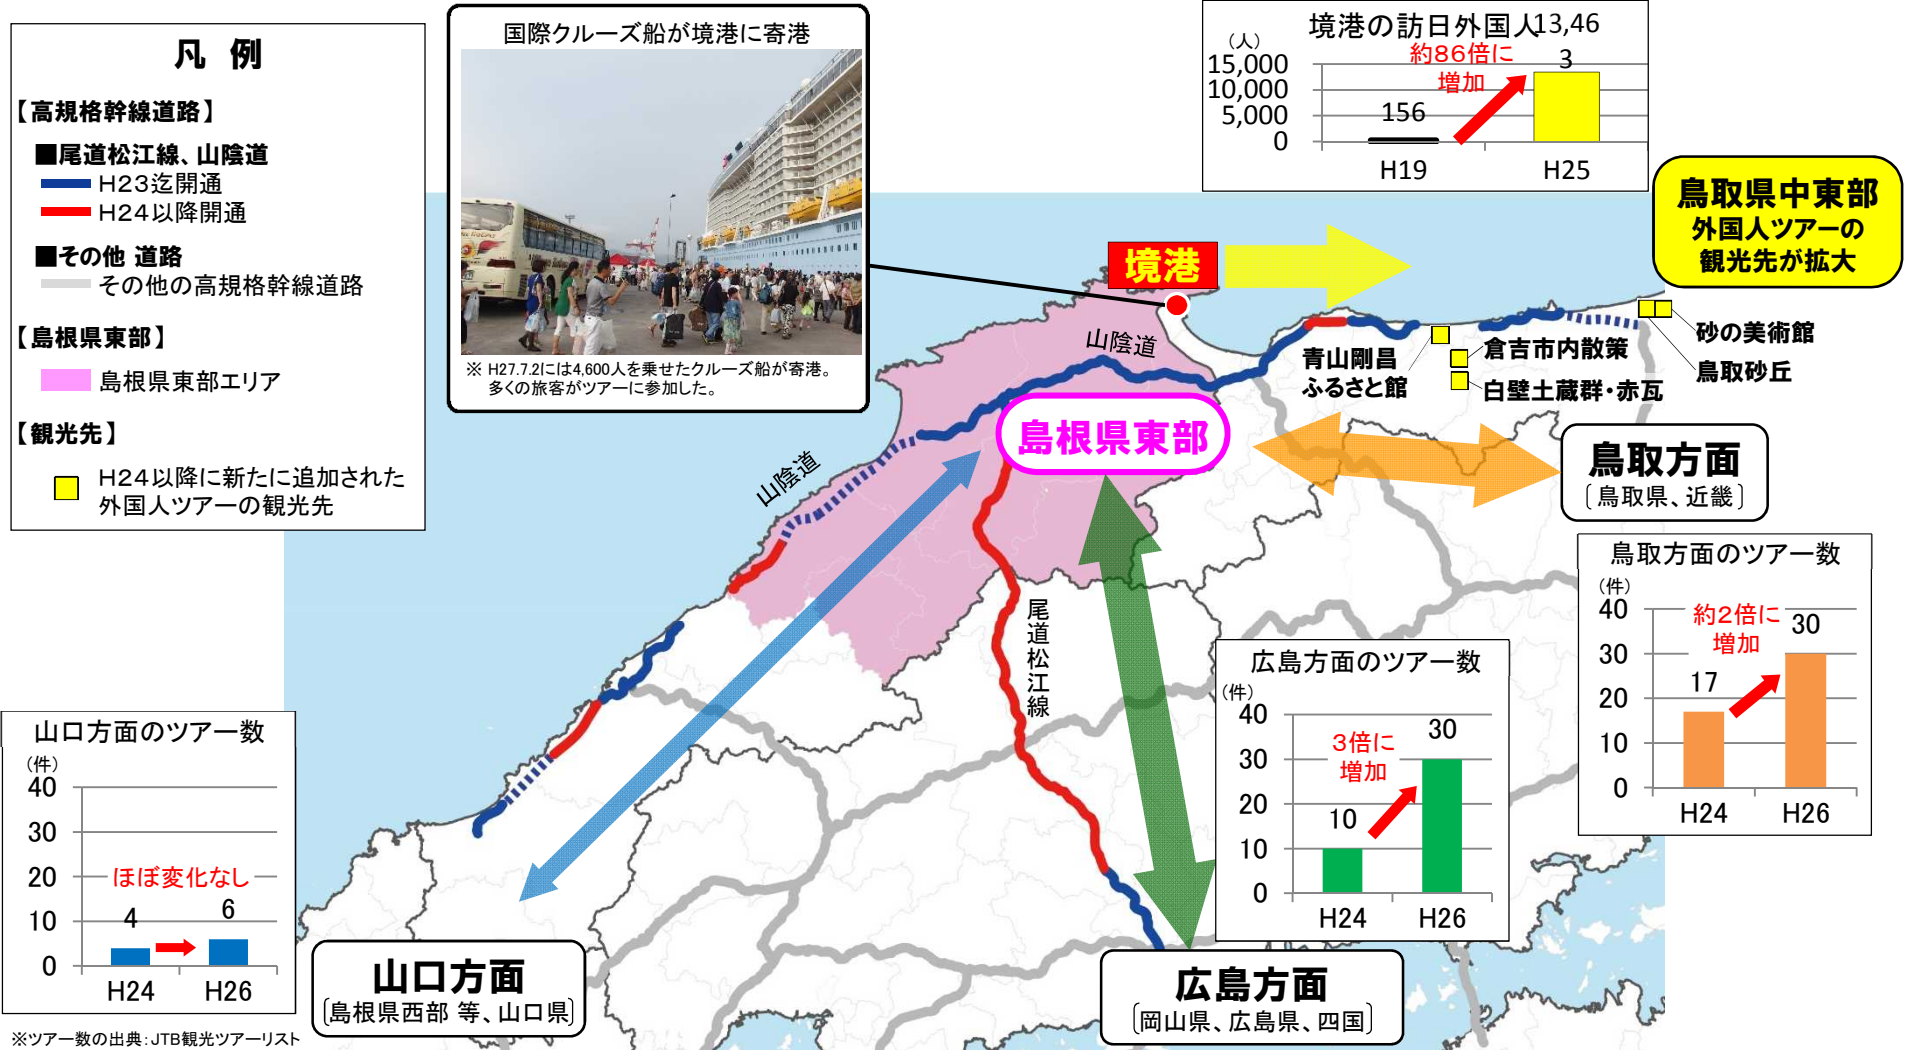 凡 例
【高規格幹線道路】
■尾道松江線、山陰道
H23迄開通
H24以降開通
■その他 道路
その他の高規格幹線道路
【島根県東部】
島根県東部エリア
【観光先】
H24以降に新たに追加された
外国人ツアーの観光先
国際クルーズ船が境港に寄港
※ H27.7.2には4,600人を乗せたクルーズ船が寄港。
多くの旅客がツアーに参加した。
境港の訪日外国人
(人)
15,000
10,000
5,000
0
156
13,46
3
約86倍に
増加
H19
H25
鳥取県中東部
外国人ツアーの
観光先が拡大
境港
山陰道
青山剛昌
ふるさと館
倉吉市内散策
白壁土蔵群・赤瓦
砂の美術館
鳥取砂丘
島根県東部
山陰道
尾道松江線
鳥取方面
[鳥取県、近畿]
鳥取方面のツアー数
(件)
40
30
20
10
0
17
約2倍に
増加
30
H24
H26
広島方面のツアー数
(件)
40
30
20
10
0
10
3倍に
増加
30
H24
H26
山口方面のツアー数
(件)
40
30
20
10
0
ほぼ変化なし
4
6
H24
H26
山口方面
[島根県西部 等、山口県]
広島方面
[岡山県、広島県、四国]
※ツアー数の出典：JTB観光ツアーリスト